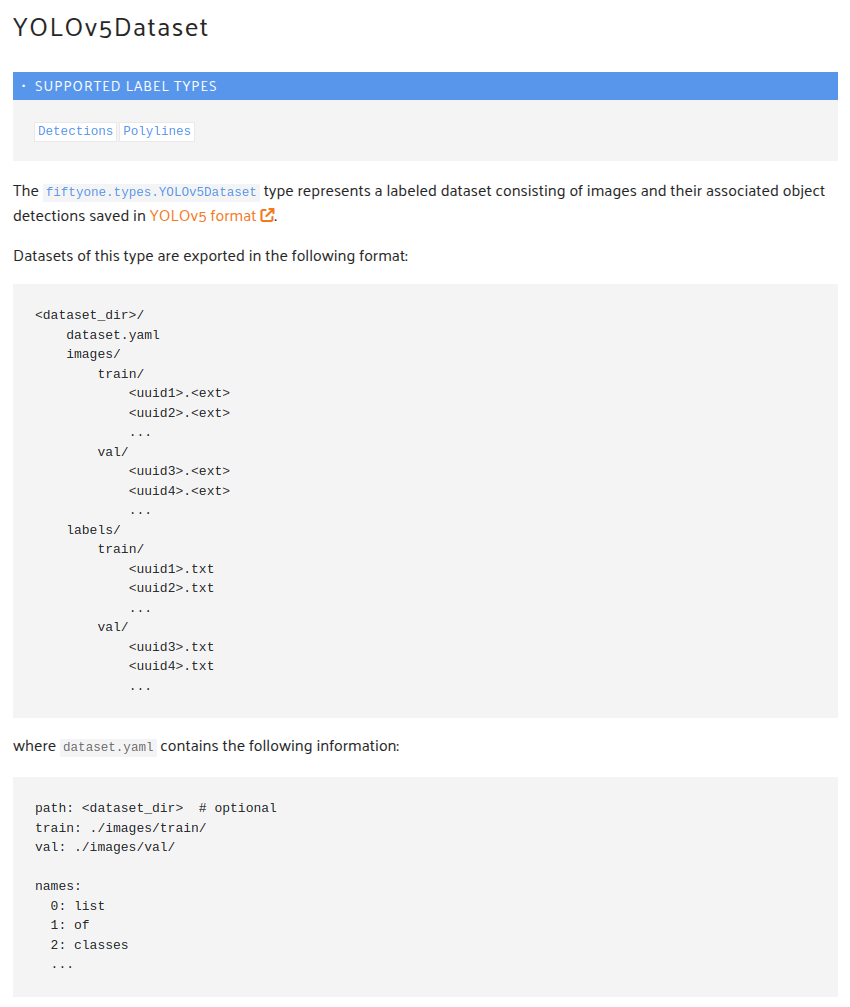 YOLOv5Dataset
· SUPPORTED LABEL TYPES
Detections Polylines
The fiftyone.types.YOLOv5Dataset type represents a labeled dataset consisting of images and their associated object
detections saved in YOLOv5 format.
Datasets of this type are exported in the following format:
<dataset_dir>/
    dataset.yaml
    images/
        train/
            <uuid1>.<ext>
            <uuid2>.<ext>
            ...
        val/
            <uuid3>.<ext>
            <uuid4>.<ext>
            ...
    labels/
        train/
            <uuid1>.txt
            <uuid2>.txt
            ...
        val/
            <uuid3>.txt
            <uuid4>.txt
            ...
where dataset.yaml contains the following information:
path: <dataset_dir>  # optional
train: ./images/train/
val: ./images/val/
names:
  0: list
  1: of
  2: classes
  ...